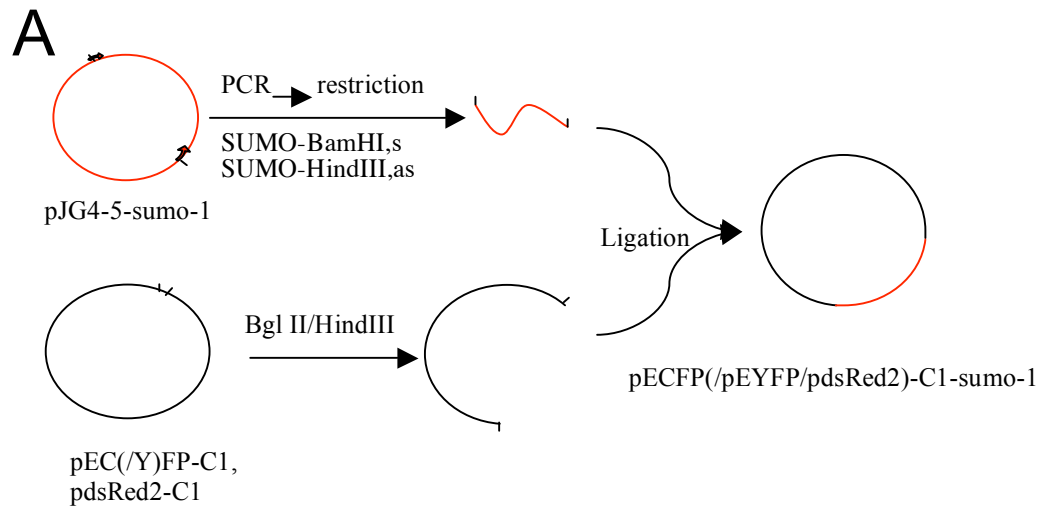 A
PCR restriction
SUMO-BamHI,s
SUMO-HindIII,as
pJG4-5-sumo-1
Ligation
Bgl II/HindIII
pECFP(/pEYFP/pdsRed2)-C1-sumo-1
pEC(/Y)FP-C1,
pdsRed2-C1